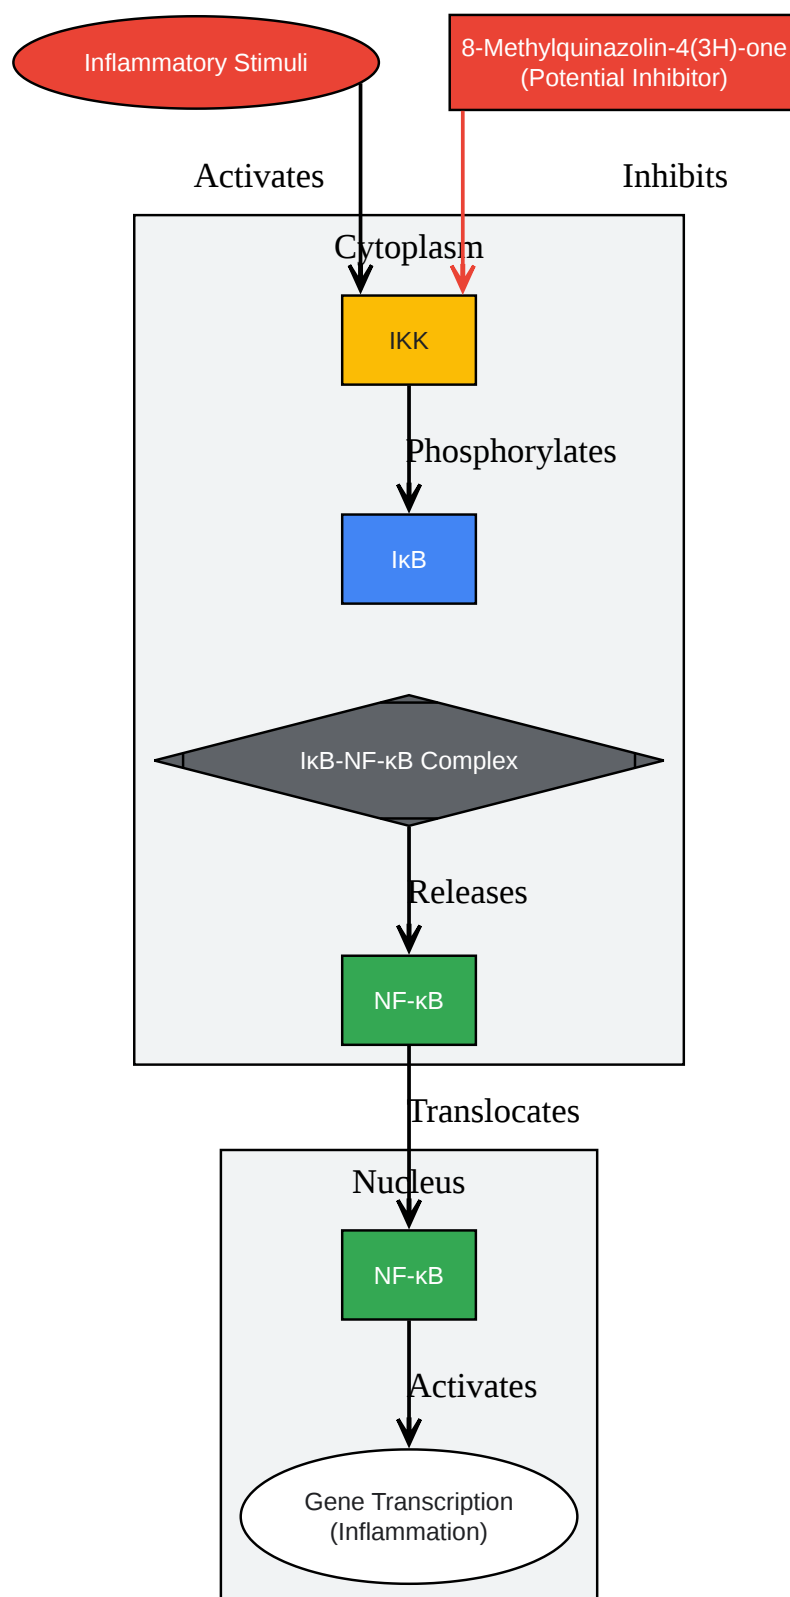 Inflammatory Stimuli
8-Methylquinazolin-4(3H)-one
(Potential Inhibitor)
Activates
Inhibits
Cytoplasm
IKK
Phosphorylates
IκB
IκB-NF-κB Complex
Releases
NF-κB
Translocates
Nucleus
NF-κB
Activates
Gene Transcription
(Inflammation)